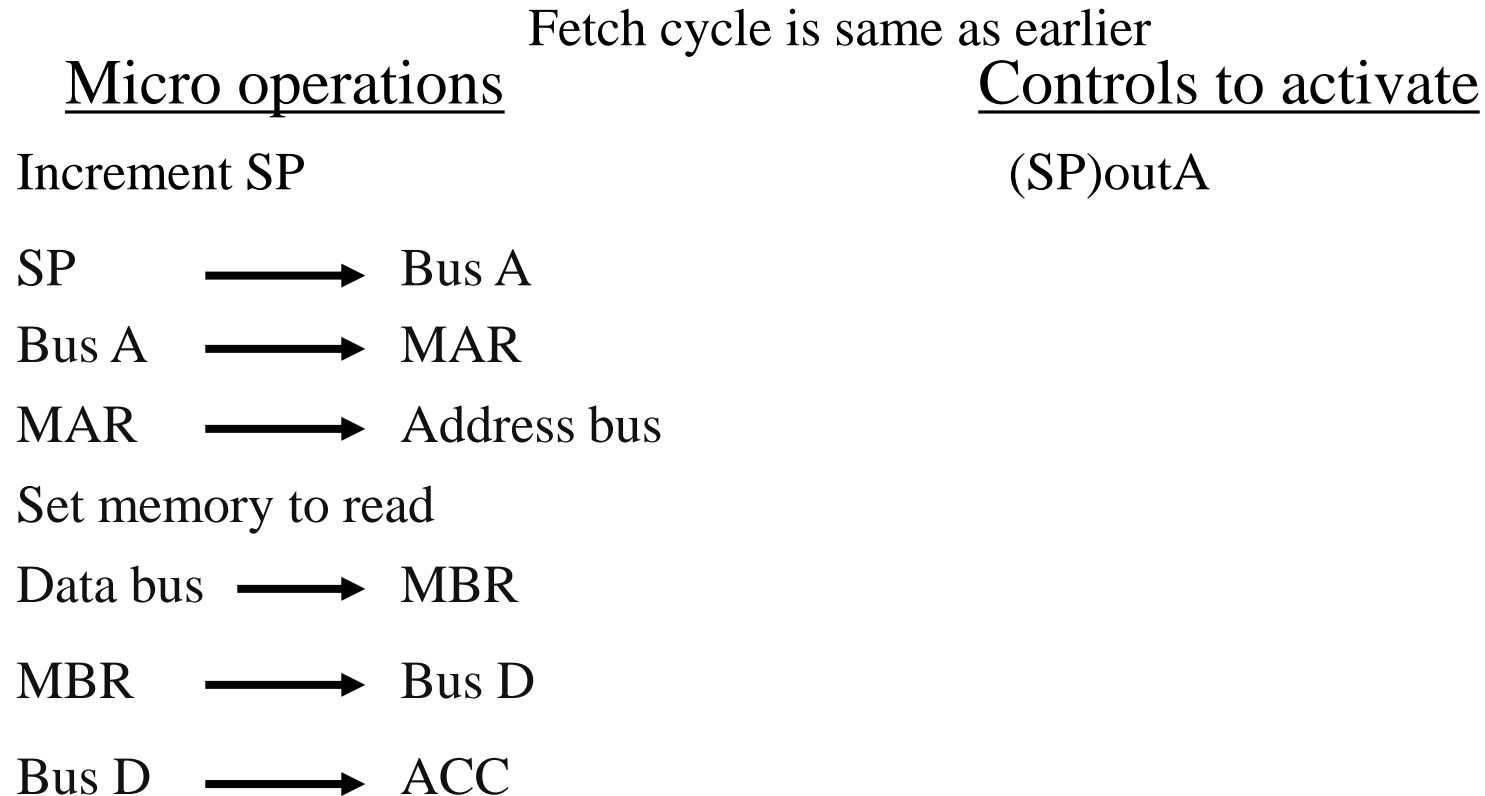 Fetch cycle is same as earlier
Micro operations Controls to activate
Increment SP (SP)outA
SP Bus A
Bus A MAR
MAR Address bus
Set memory to read
Data bus MBR
MBR Bus D
Bus D ACC